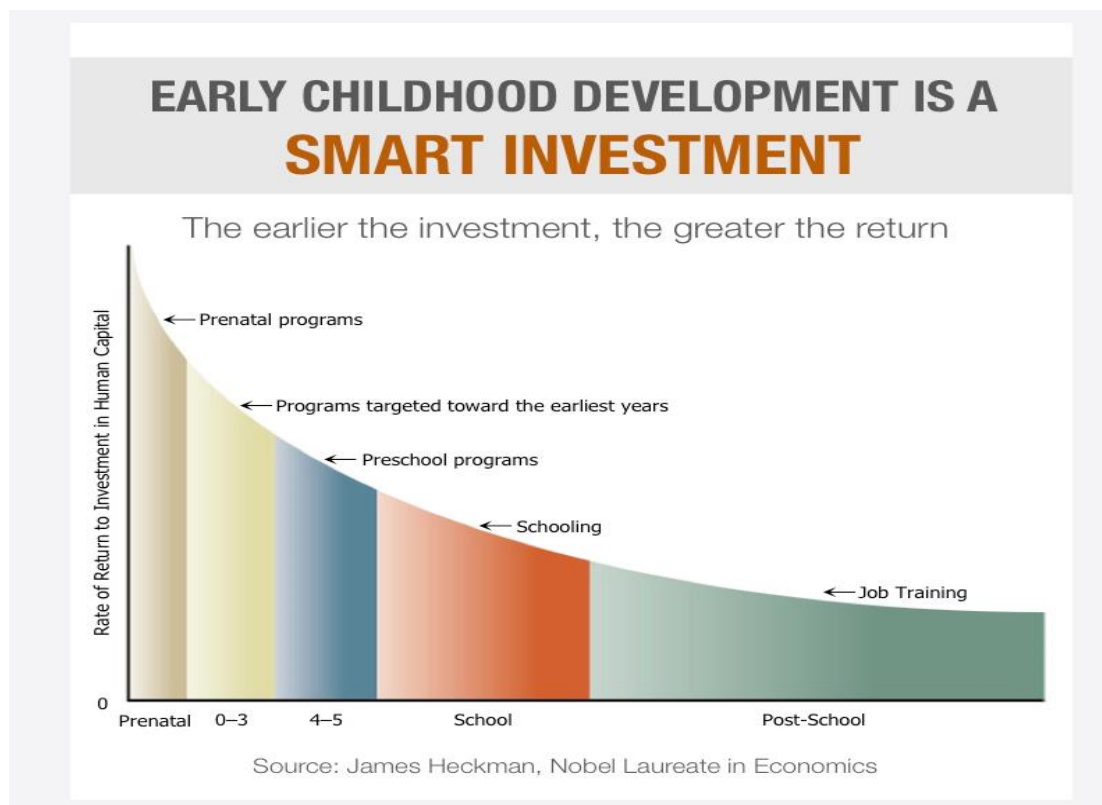 EARLY CHILDHOOD DEVELOPMENT IS A
SMART INVESTMENT
The earlier the investment, the greater the return
Rate of Return to Investment in Human Capital
Prenatal programs
Programs targeted toward the earliest years
Preschool programs
Schooling
Job Training
0
Prenatal
0–3
4–5
School
Post-School
Source: James Heckman, Nobel Laureate in Economics